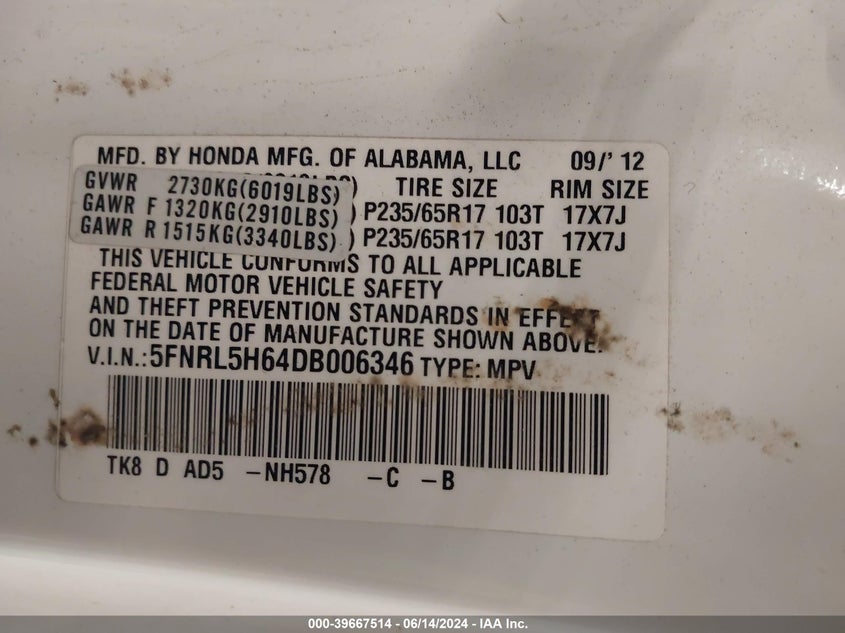 MFD. BY HONDA MFG. OF ALABAMA, LLC 09/' 12
GVWR 2730KG(6019LBS) TIRE SIZE RIM SIZE
GAWR F 1320KG(2910LBS) ) P235/65R17 103T 17X7J
GAWR R 1515KG(3340LBS) ) P235/65R17 103T 17X7J
THIS VEHICLE CONFORMS TO ALL APPLICABLE
FEDERAL MOTOR VEHICLE SAFETY
AND THEFT PREVENTION STANDARDS IN EFFECT
ON THE DATE OF MANUFACTURE SHOWN ABOVE.
V.I.N.: 5FNRL5H64DB006346 TYPE: MPV
TK8 D AD5 -NH578 -C -B
000-39667514 - 06/14/2024 - IAA Inc.